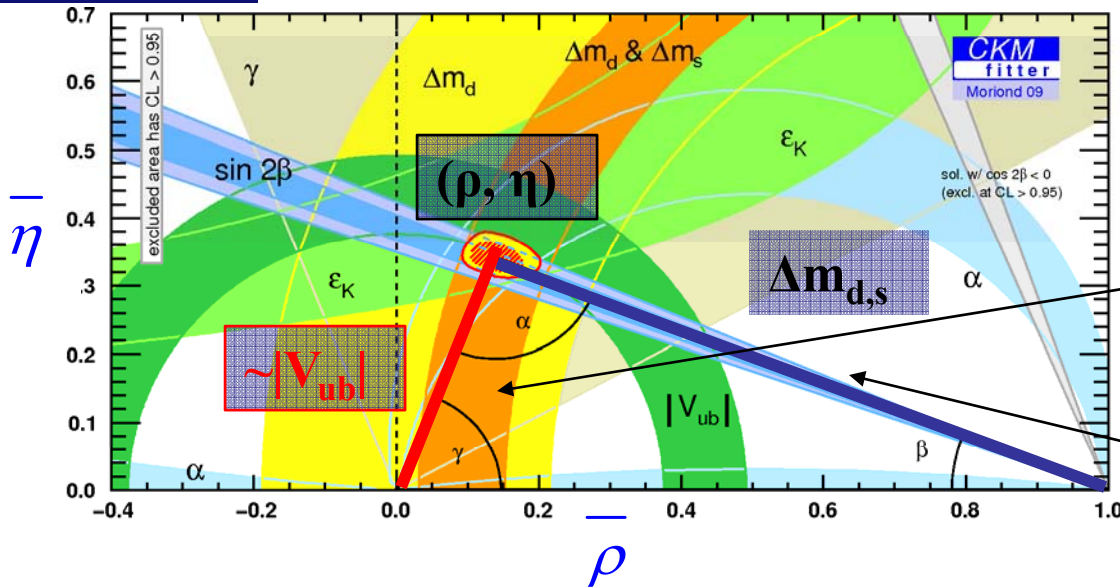 0.7
0.6
0.5
0.4
.3
0.2
0.1
0.0
η
excluded area has CL > 0.95
γ
Δm_d
Δm_d & Δm_s
CKM
fitter
Moriond 09
sin 2β
(ρ, η)
ε_K
sol. w/ cos 2β < 0
(excl. at CL > 0.95)
ε_K
α
Δm_d,s
α
~|V_ub|
|V_ub|
γ
β
α
-0.4
-0.2
0.0
0.2
0.4
0.6
0.8
1.0
ρ